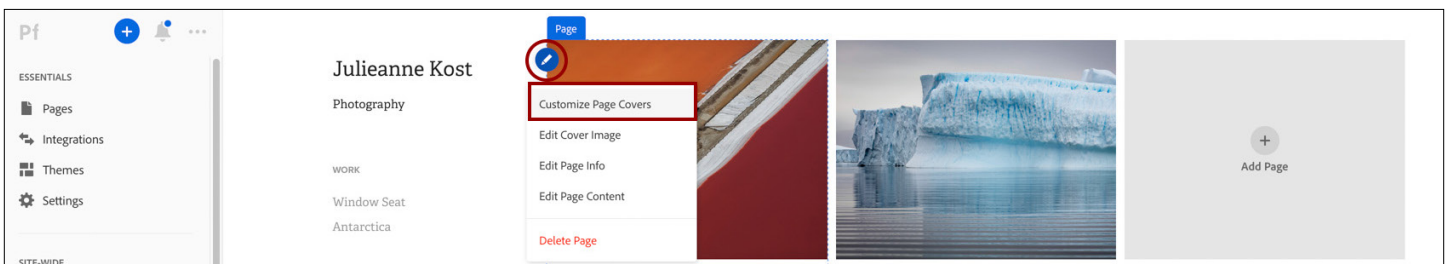 Pf
ESSENTIALS
Pages
Integrations
Themes
Settings
SITE-WIDE
Julieanne Kost
Photography
WORK
Window Seat
Antarctica
Page
Customize Page Covers
Edit Cover Image
Edit Page Info
Edit Page Content
Delete Page
Add Page